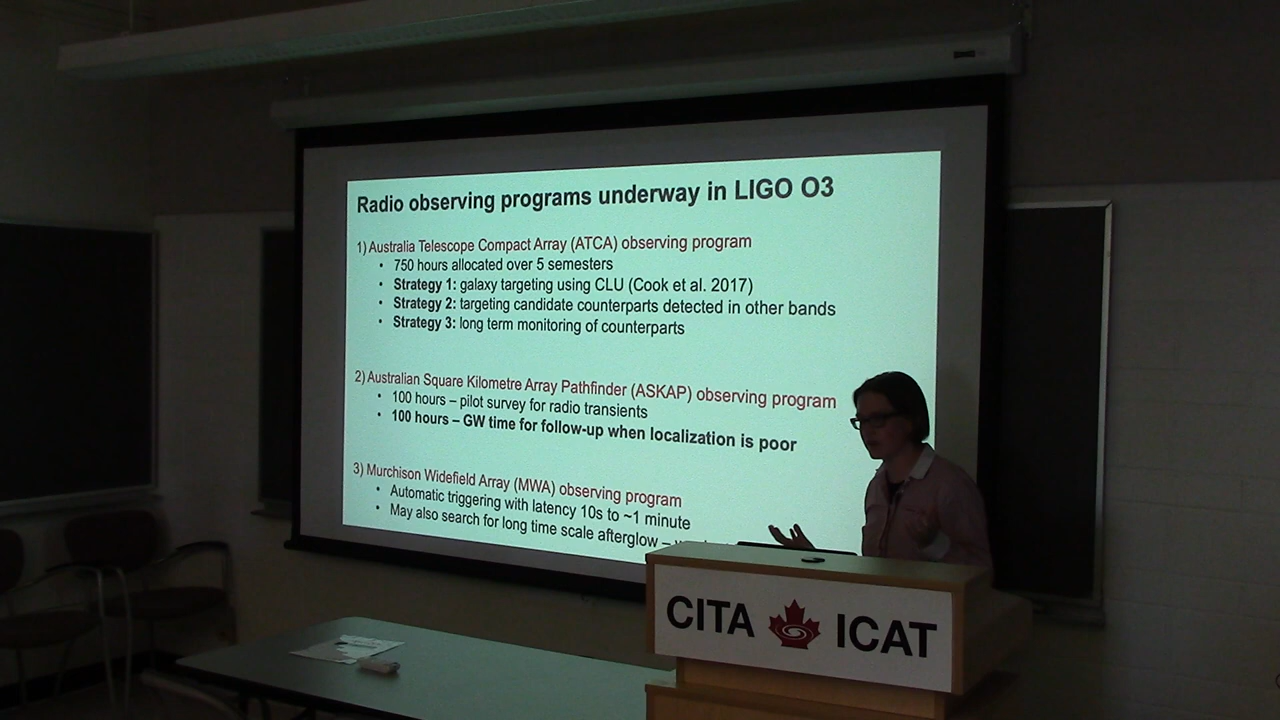 Radio observing programs underway in LIGO O3
1) Australia Telescope Compact Array (ATCA) observing program
• 750 hours allocated over 5 semesters
• Strategy 1: galaxy targeting using CLU (Cook et al. 2017)
• Strategy 2: targeting candidate counterparts detected in other bands
• Strategy 3: long term monitoring of counterparts
2) Australian Square Kilometre Array Pathfinder (ASKAP) observing program
• 100 hours – pilot survey for radio transients
• 100 hours – GW time for follow-up when localization is poor
3) Murchison Widefield Array (MWA) observing program
• Automatic triggering with latency 10s to ~1 minute
• May also search for long time scale afterglow –
CITA ICAT